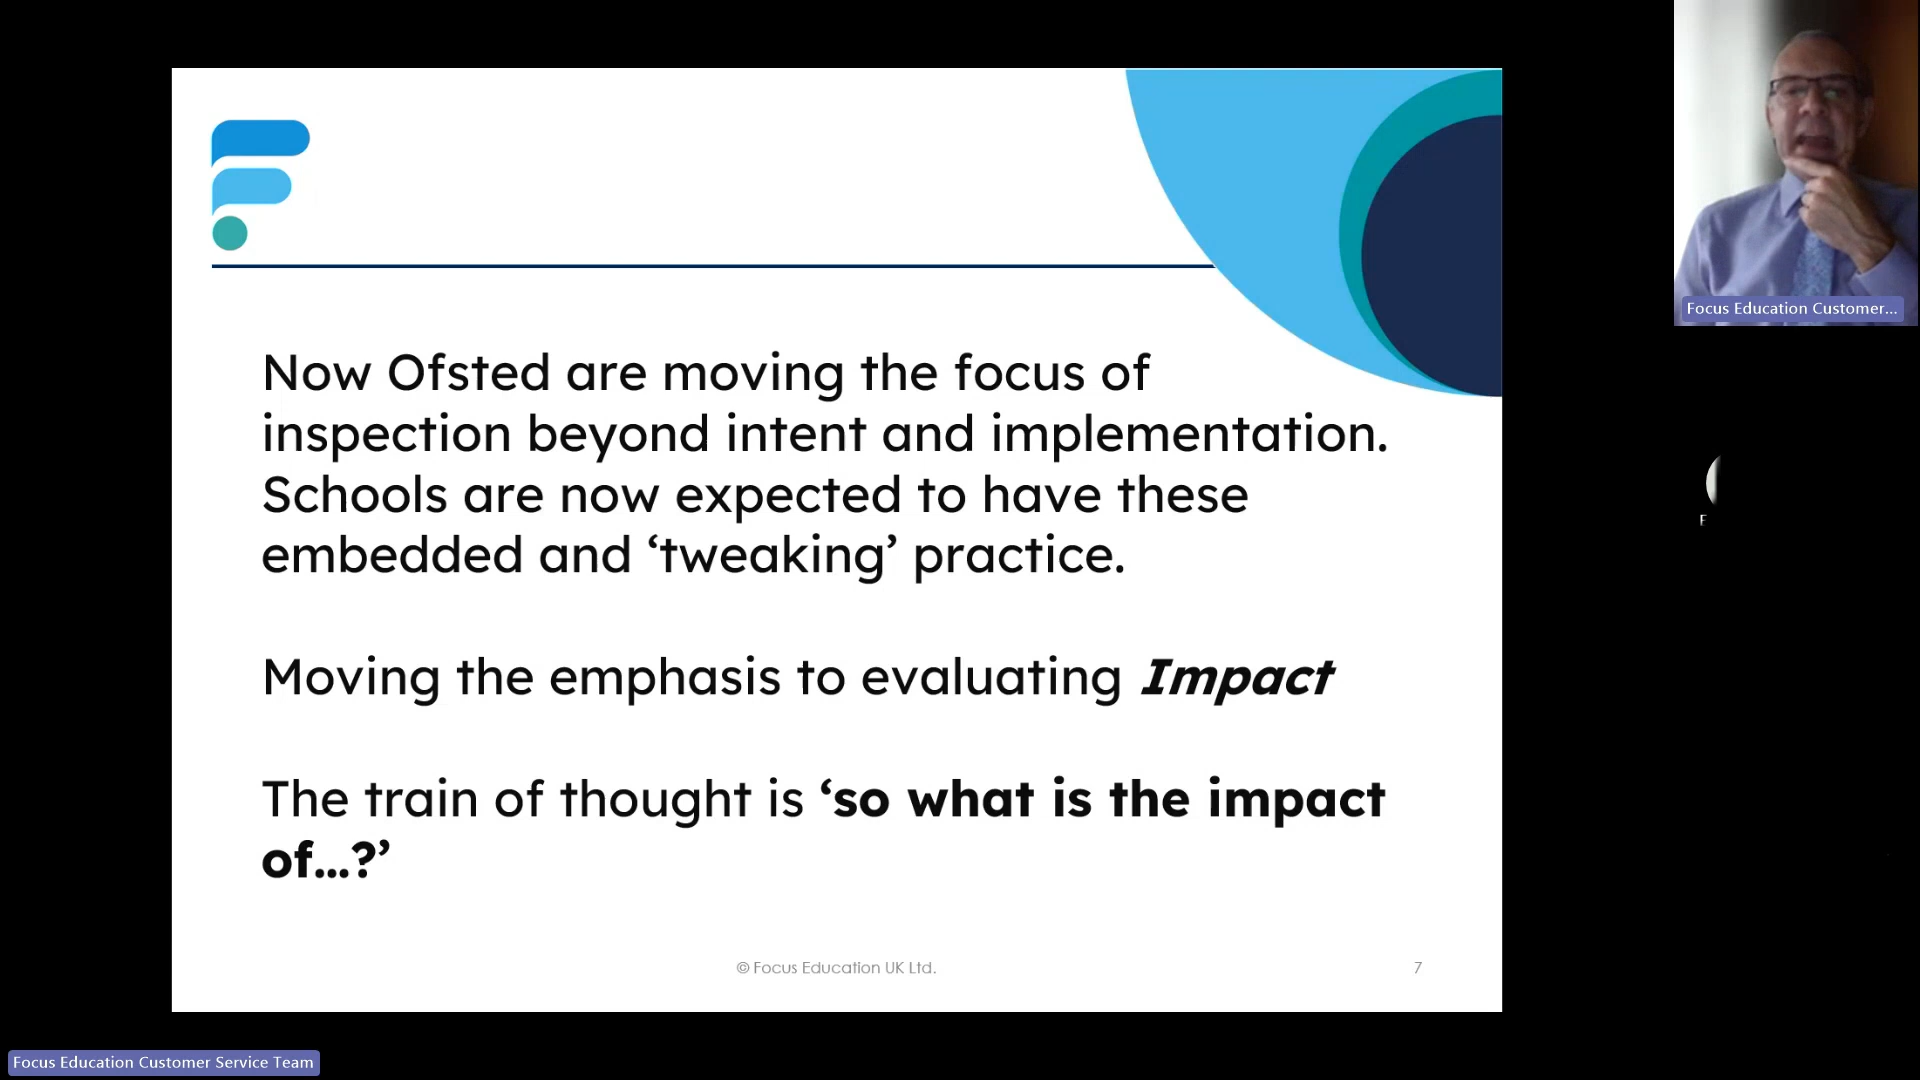 Now Ofsted are moving the focus of
inspection beyond intent and implementation.
Schools are now expected to have these
embedded and ‘tweaking’ practice.
Moving the emphasis to evaluating Impact
The train of thought is ‘so what is the impact
of...?’
© Focus Education UK Ltd.
7
Focus Education Customer...
F
Focus Education Customer Service Team